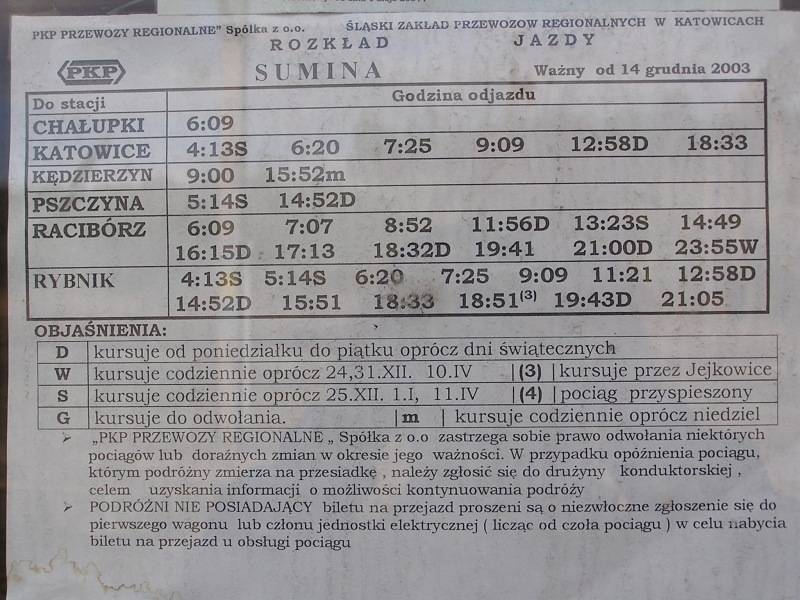 PKP PRZEWOZY REGIONALNE" Spółka z o.o. ŚLĄSKI ZAKŁAD PRZEWOZOW REGIONALNYCH W KATOWICACH
ROZKŁAD JAZDY
PKP SUMINA Ważny od 14 grudnia 2003
Do stacji Godzina odjazdu
CHAŁUPKI 6:09
KATOWICE 4:13S 6:20 7:25 9:09 12:58D 18:33
KĘDZIERZYN 9:00 15:52m
PSZCZYNA 5:14S 14:52D
RACIBÓRZ 6:09 7:07 8:52 11:56D 13:23S 14:49
16:15D 17:13 18:32D 19:41 21:00D 23:55W
RYBNIK 4:13S 5:14S 6:20 7:25 9:09 11:21 12:58D
14:52D 15:51 18:33 18:51(3) 19:43D 21:05
OBJAŚNIENIA:
D kursuje od poniedziałku do piątku oprócz dni świątecznych
W kursuje codziennie oprócz 24,31.XII. 10.IV |(3) |kursuje przez Jejkowice
S kursuje codziennie oprócz 25.XII. 1.I, 11.IV |(4) |pociąg przyspieszony
G kursuje do odwołania. |m | kursuje codziennie oprócz niedziel
➢ „PKP PRZEWOZY REGIONALNE „ Spółka z o.o zastrzega sobie prawo odwołania niektórych
pociągów lub doraźnych zmian w okresie jego ważności. W przypadku opóźnienia pociągu,
którym podróżny zmierza na przesiadkę , należy zgłosić się do drużyny konduktorskiej ,
celem uzyskania informacji o możliwości kontynuowania podróży
➢ PODRÓŻNI NIE POSIADAJĄCY biletu na przejazd proszeni są o niezwłoczne zgłoszenie się do
pierwszego wagonu lub członu jednostki elektrycznej ( licząc od czoła pociągu ) w celu nabycia
biletu na przejazd u obsługi pociągu